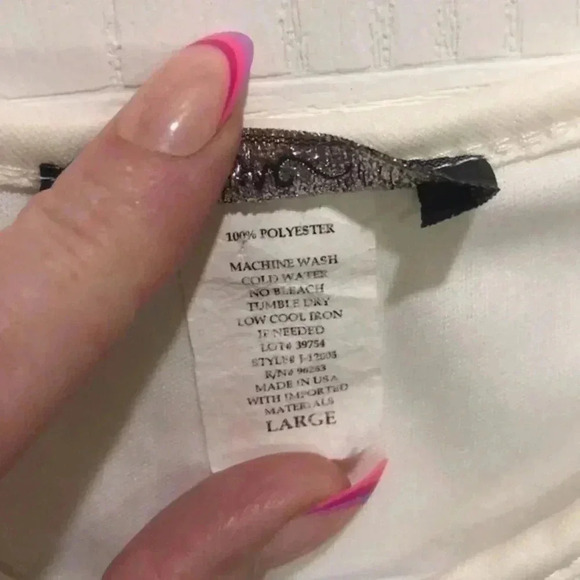 100% POLYESTER
MACHINE WASH
COLD WATER
NO BLEACH
TUMBLE DRY
LOW COOL IRON
IF NEEDED
LOT# 39754
STYLE# J-12005
R/N# 96283
MADE IN USA
WITH IMPORTED
MATERIALS
LARGE